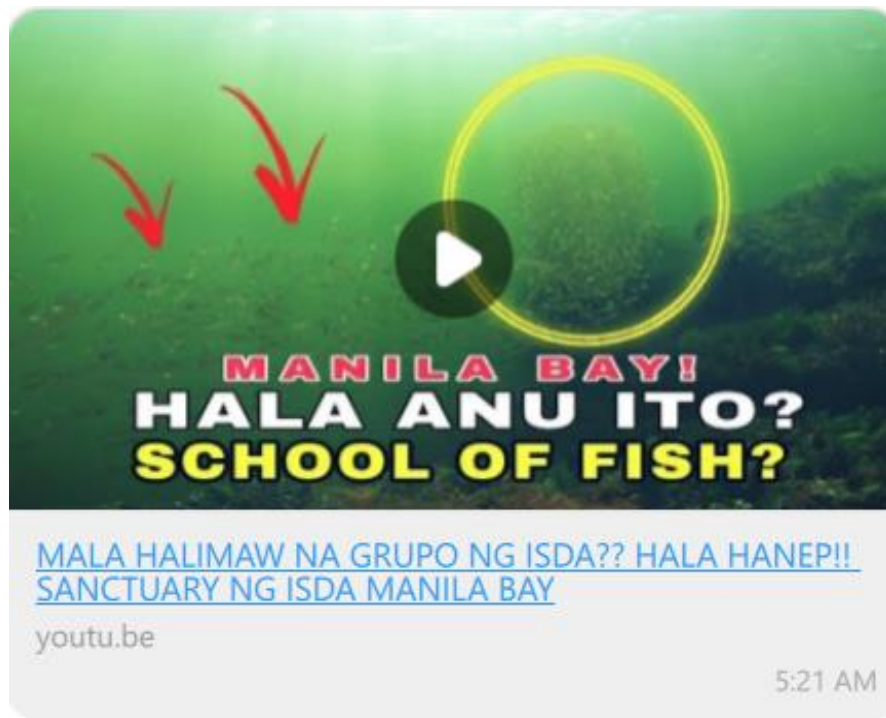 MANILA BAY!
HALA ANU ITO?
SCHOOL OF FISH?
MALA HALIMAW NA GRUPO NG ISDA?? HALA HANEP!!
SANCTUARY NG ISDA MANILA BAY
youtu.be
5:21 AM